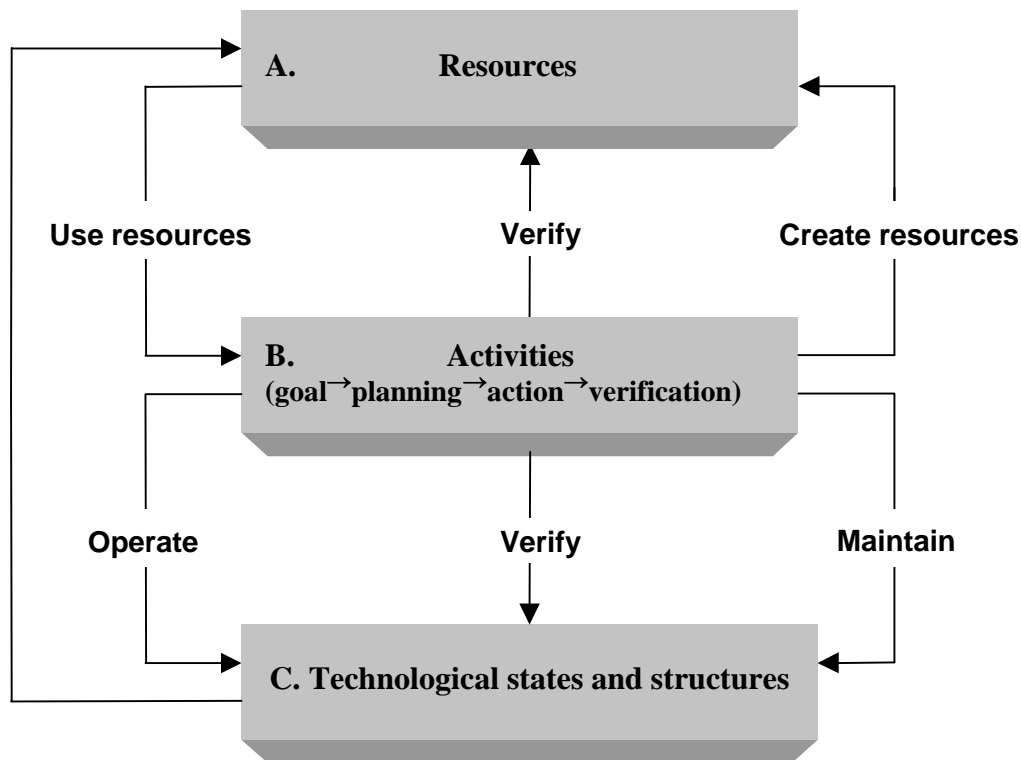 A. Resources
Use resources
Verify
Create resources
B. Activities
(goal→planning→action→verification)
Operate
Verify
Maintain
C. Technological states and structures